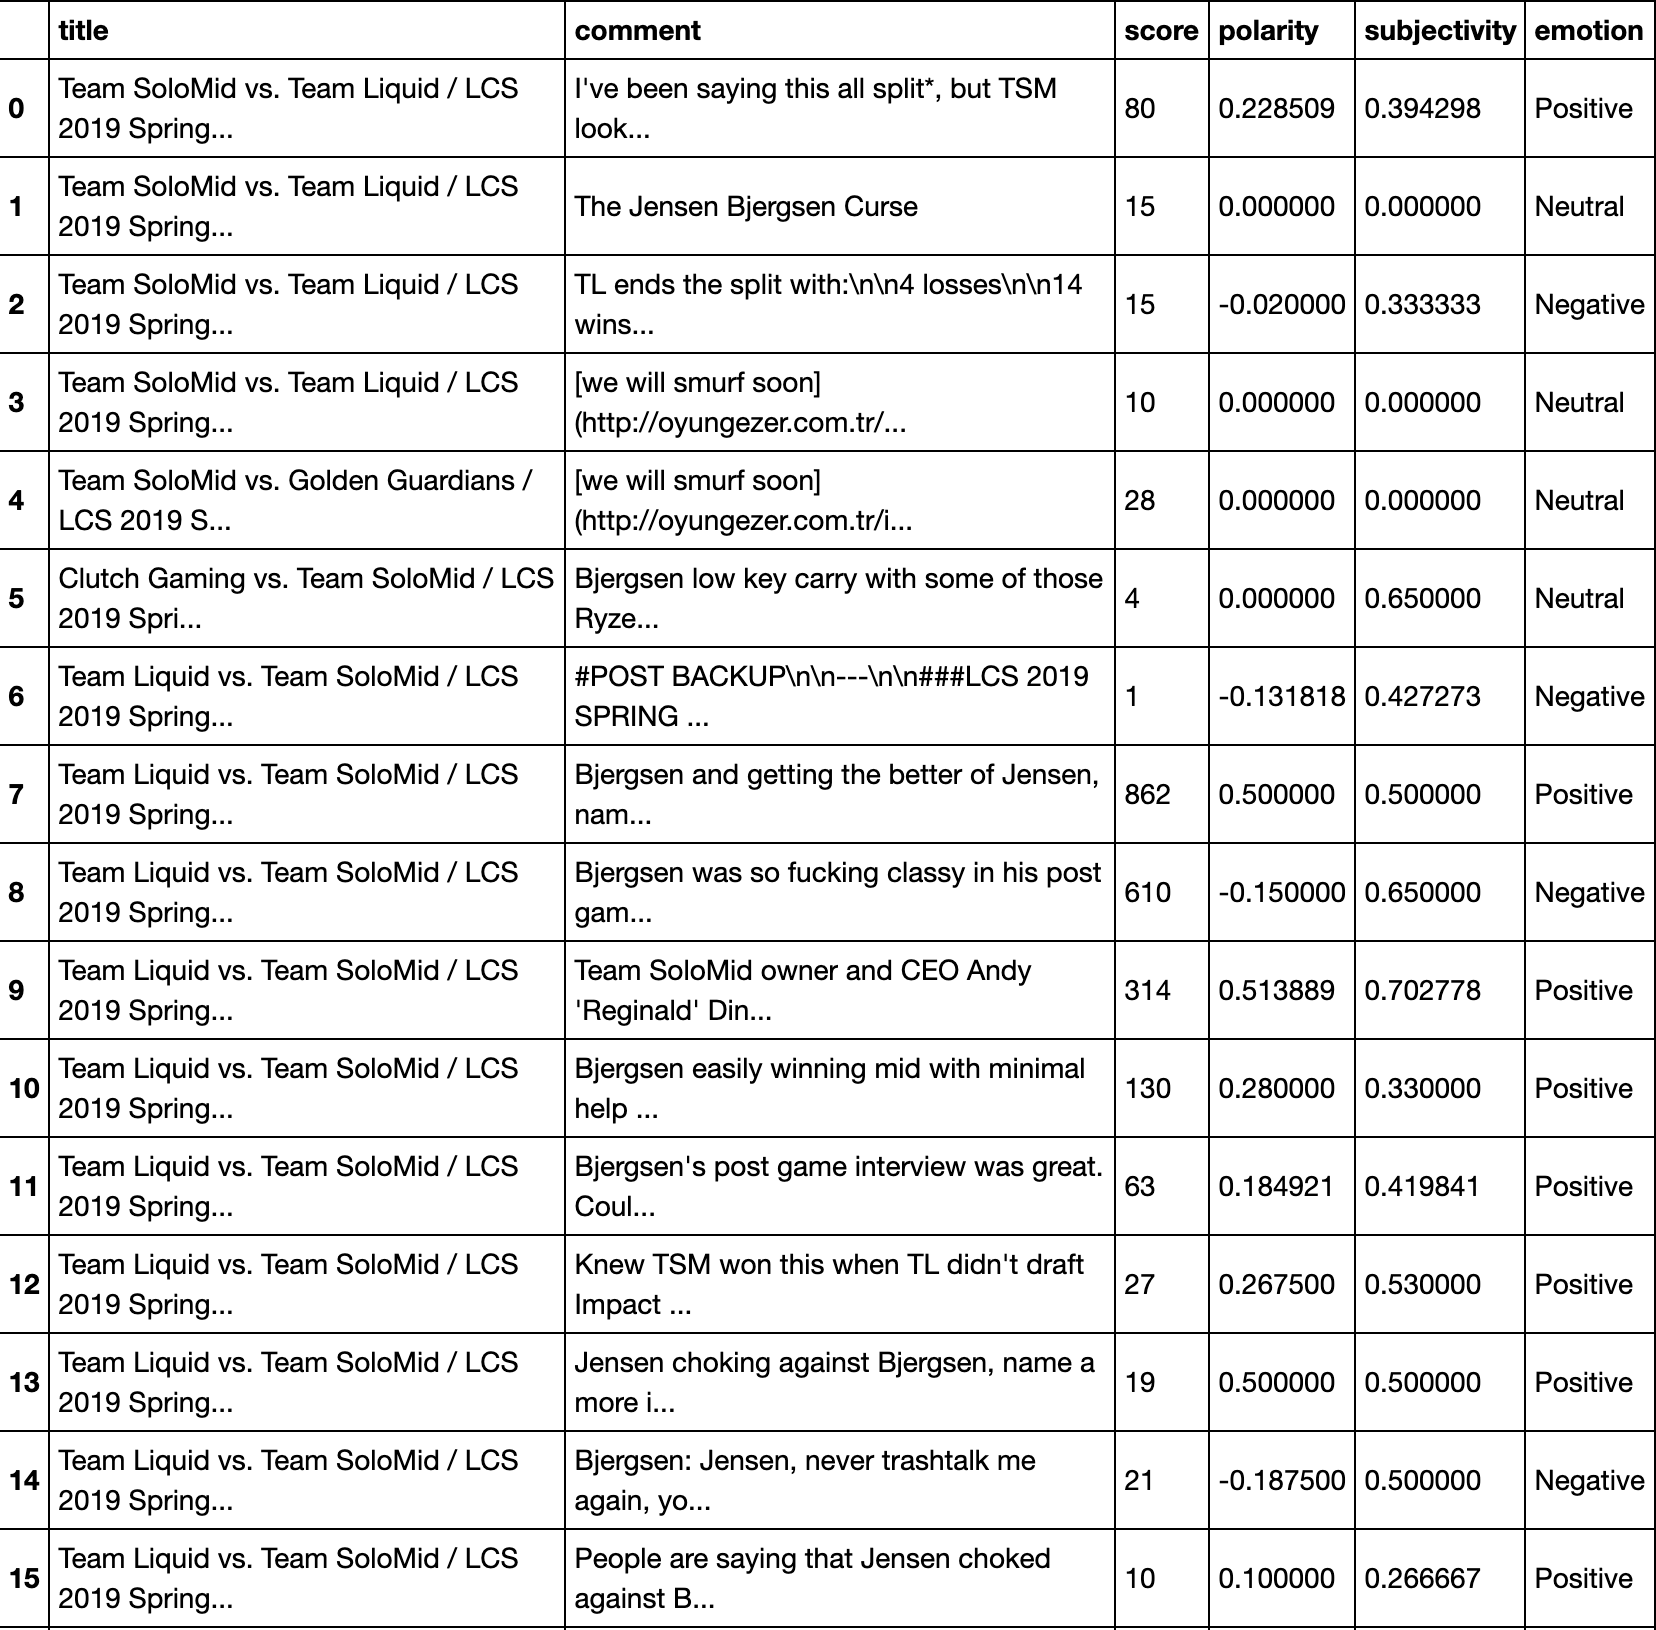 title comment score polarity subjectivity emotion
0 Team SoloMid vs. Team Liquid / LCS I've been saying this all split*, but TSM 80 0.228509 0.394298 Positive
2019 Spring... look...
1 Team SoloMid vs. Team Liquid / LCS The Jensen Bjergsen Curse 15 0.000000 0.000000 Neutral
2019 Spring...
2 Team SoloMid vs. Team Liquid / LCS TL ends the split with:\n\n4 losses\n\n14 15 -0.020000 0.333333 Negative
2019 Spring... wins...
3 Team SoloMid vs. Team Liquid / LCS [we will smurf soon] 10 0.000000 0.000000 Neutral
2019 Spring... (http://oyungezer.com.tr/...
4 Team SoloMid vs. Golden Guardians / [we will smurf soon] 28 0.000000 0.000000 Neutral
LCS 2019 S... (http://oyungezer.com.tr/i...
5 Clutch Gaming vs. Team SoloMid / LCS Bjergsen low key carry with some of those 4 0.000000 0.650000 Neutral
2019 Spri... Ryze...
6 Team Liquid vs. Team SoloMid / LCS #POST BACKUP\n\n---\n\n###LCS 2019 1 -0.131818 0.427273 Negative
2019 Spring... SPRING ...
7 Team Liquid vs. Team SoloMid / LCS Bjergsen and getting the better of Jensen, 862 0.500000 0.500000 Positive
2019 Spring... nam...
8 Team Liquid vs. Team SoloMid / LCS Bjergsen was so fucking classy in his post 610 -0.150000 0.650000 Negative
2019 Spring... gam...
9 Team Liquid vs. Team SoloMid / LCS Team SoloMid owner and CEO Andy 314 0.513889 0.702778 Positive
2019 Spring... 'Reginald' Din...
10 Team Liquid vs. Team SoloMid / LCS Bjergsen easily winning mid with minimal 130 0.280000 0.330000 Positive
2019 Spring... help ...
11 Team Liquid vs. Team SoloMid / LCS Bjergsen's post game interview was great. 63 0.184921 0.419841 Positive
2019 Spring... Coul...
12 Team Liquid vs. Team SoloMid / LCS Knew TSM won this when TL didn't draft 27 0.267500 0.530000 Positive
2019 Spring... Impact ...
13 Team Liquid vs. Team SoloMid / LCS Jensen choking against Bjergsen, name a 19 0.500000 0.500000 Positive
2019 Spring... more i...
14 Team Liquid vs. Team SoloMid / LCS Bjergsen: Jensen, never trashtalk me 21 -0.187500 0.500000 Negative
2019 Spring... again, yo...
15 Team Liquid vs. Team SoloMid / LCS People are saying that Jensen choked 10 0.100000 0.266667 Positive
2019 Spring... against B...